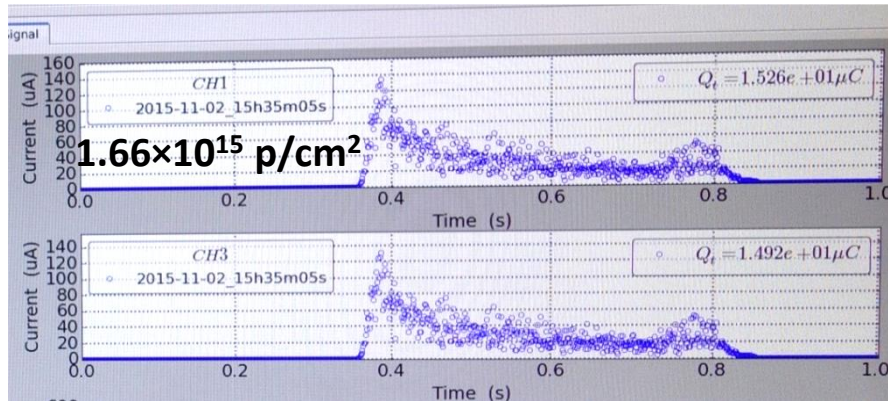 ignal
160
140
120
100
80
60
40
20
0
Current (uA)
CH1
2015-11-02_15h35m05s
Qₜ = 1.526e +01μC
1.66×10¹⁵ p/cm²
0.0 0.2 0.4 0.6 0.8 1.0
Time (s)
140
120
100
80
60
40
20
0
Current (uA)
CH3
2015-11-02_15h35m05s
Qₜ = 1.492e +01μC
0.0 0.2 0.4 0.6 0.8 1.0
Time (s)